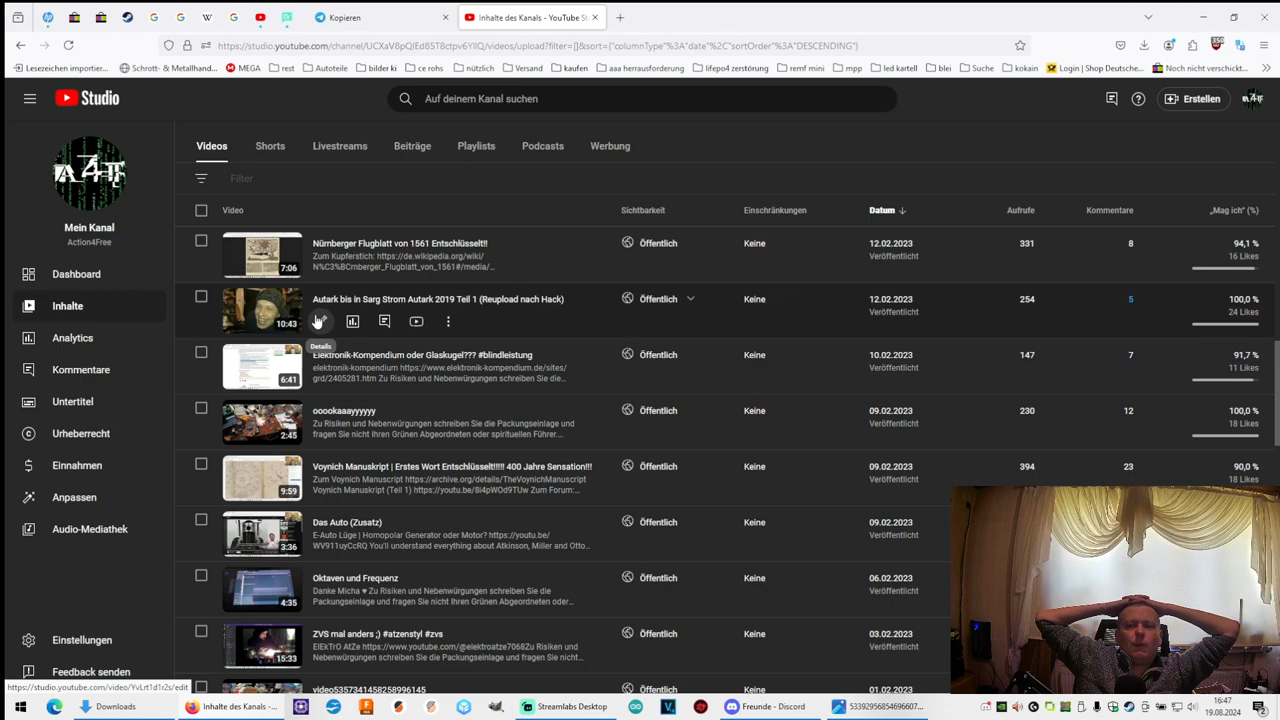 Kopieren
Inhalte des Kanals - YouTube St
https://studio.youtube.com/channel/UCXaV8pQlEd85T8ctpv6YIlQ/videos/upload?filter=[]&sort={"columnType"%3A"date"%2C"sortOrder"%3A"DESCENDING"}
Lesezeichen importier... Schrott- & Metallhand... MEGA rest Autoteile bilder ki ce rohs nützlich Versand kaufen aaa herrausforderung lifepo4 zerstörung remf mini mpp led kartell blei Suche kokain Login | Shop Deutsche... Noch nicht verschickt...
Studio
Auf deinem Kanal suchen
Erstellen
Videos Shorts Livestreams Beiträge Playlists Podcasts Werbung
Filter
Video Sichtbarkeit Einschränkungen Datum Aufrufe Kommentare „Mag ich" (%)
A4F
Mein Kanal
Action4Free
Dashboard
Inhalte
Analytics
Kommentare
Untertitel
Urheberrecht
Einnahmen
Anpassen
Audio-Mediathek
Einstellungen
Feedback senden
Nürnberger Flugblatt von 1561 Entschlüsselt!! Öffentlich Keine 12.02.2023 331 8 94,1 %
Zum Kupferstich: https://de.wikipedia.org/wiki/ Veröffentlicht 16 Likes
N%C3%BCrnberger_Flugblatt_von_1561#/media/...
7:06
Autark bis in Sarg Strom Autark 2019 Teil 1 (Reupload nach Hack) Öffentlich Keine 12.02.2023 254 5 100,0 %
Veröffentlicht 24 Likes
10:43
Details
Elektronik-Kompendium oder Glaskugel??? #blindleistung Öffentlich Keine 10.02.2023 147 91,7 %
elektronik-kompendium https://www.elektronik-kompendium.de/sites/ Veröffentlicht 11 Likes
grd/2405281.htm Zu Risiken und Nebenwürgungen schreiben Sie die...
6:41
ooookaaayyyyy Öffentlich Keine 09.02.2023 230 12 100,0 %
Zu Risiken und Nebenwürgungen schreiben Sie die Packungseinlage und Veröffentlicht 18 Likes
fragen Sie nicht Ihren Grünen Abgeordneten oder spirituellen Führer...
2:45
Voynich Manuskript | Erstes Wort Entschlüsselt!!!!! 400 Jahre Sensation!!! Öffentlich Keine 09.02.2023 394 23 90,0 %
Zum Voynich Manuskript https://archive.org/details/TheVoynichManuscript Veröffentlicht 18 Likes
Voynich Manuskript (Teil 1) https://youtu.be/8i4pWOd9TUw Zum Forum:...
9:59
Das Auto (Zusatz) Öffentlich Keine 09.02.2023
E-Auto Lüge | Homopolar Generator oder Motor? https://youtu.be/ Veröffentlicht
WV911uyCcRQ You'll understand everything about Atkinson, Miller and Otto...
3:36
Oktaven und Frequenz Öffentlich Keine 06.02.2023
Danke Micha ♥ Zu Risiken und Nebenwürgungen schreiben Sie die Veröffentlicht
Packungseinlage und fragen Sie nicht Ihren Grünen Abgeordneten oder...
4:35
ZVS mal anders ;) #atzenstyl #zvs Öffentlich Keine 03.02.2023
ElEkTrO AtZe https://www.youtube.com/@elektroatze7068Zu Risiken und Veröffentlicht
Nebenwürgungen schreiben Sie die Packungseinlage und fragen Sie nicht...
15:33
video5357341458258996145 01.02.2023
https://studio.youtube.com/video/YvLrt1d1r2s/edit
Downloads Inhalte des Kanals -... Streamlabs Desktop Freunde - Discord 53392956854696607...
16:47
19.08.2024